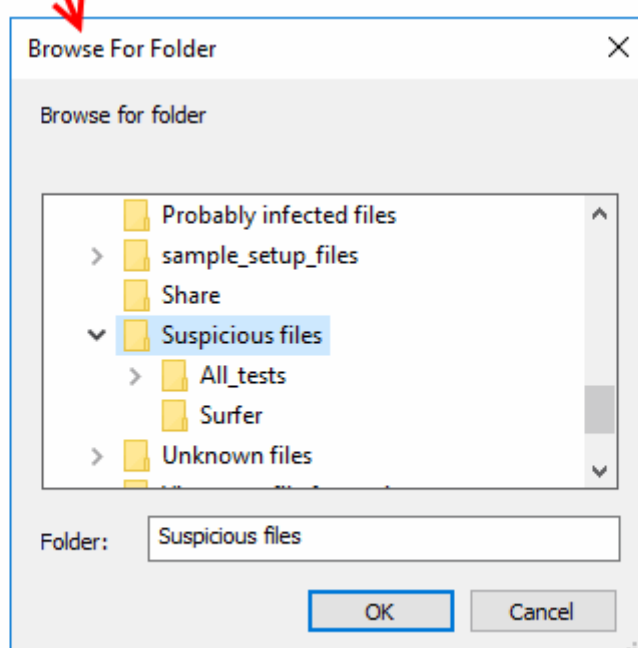 Browse For Folder
Browse for folder
Probably infected files
sample_setup_files
Share
Suspicious files
All_tests
Surfer
Unknown files
Folder: Suspicious files
OK Cancel